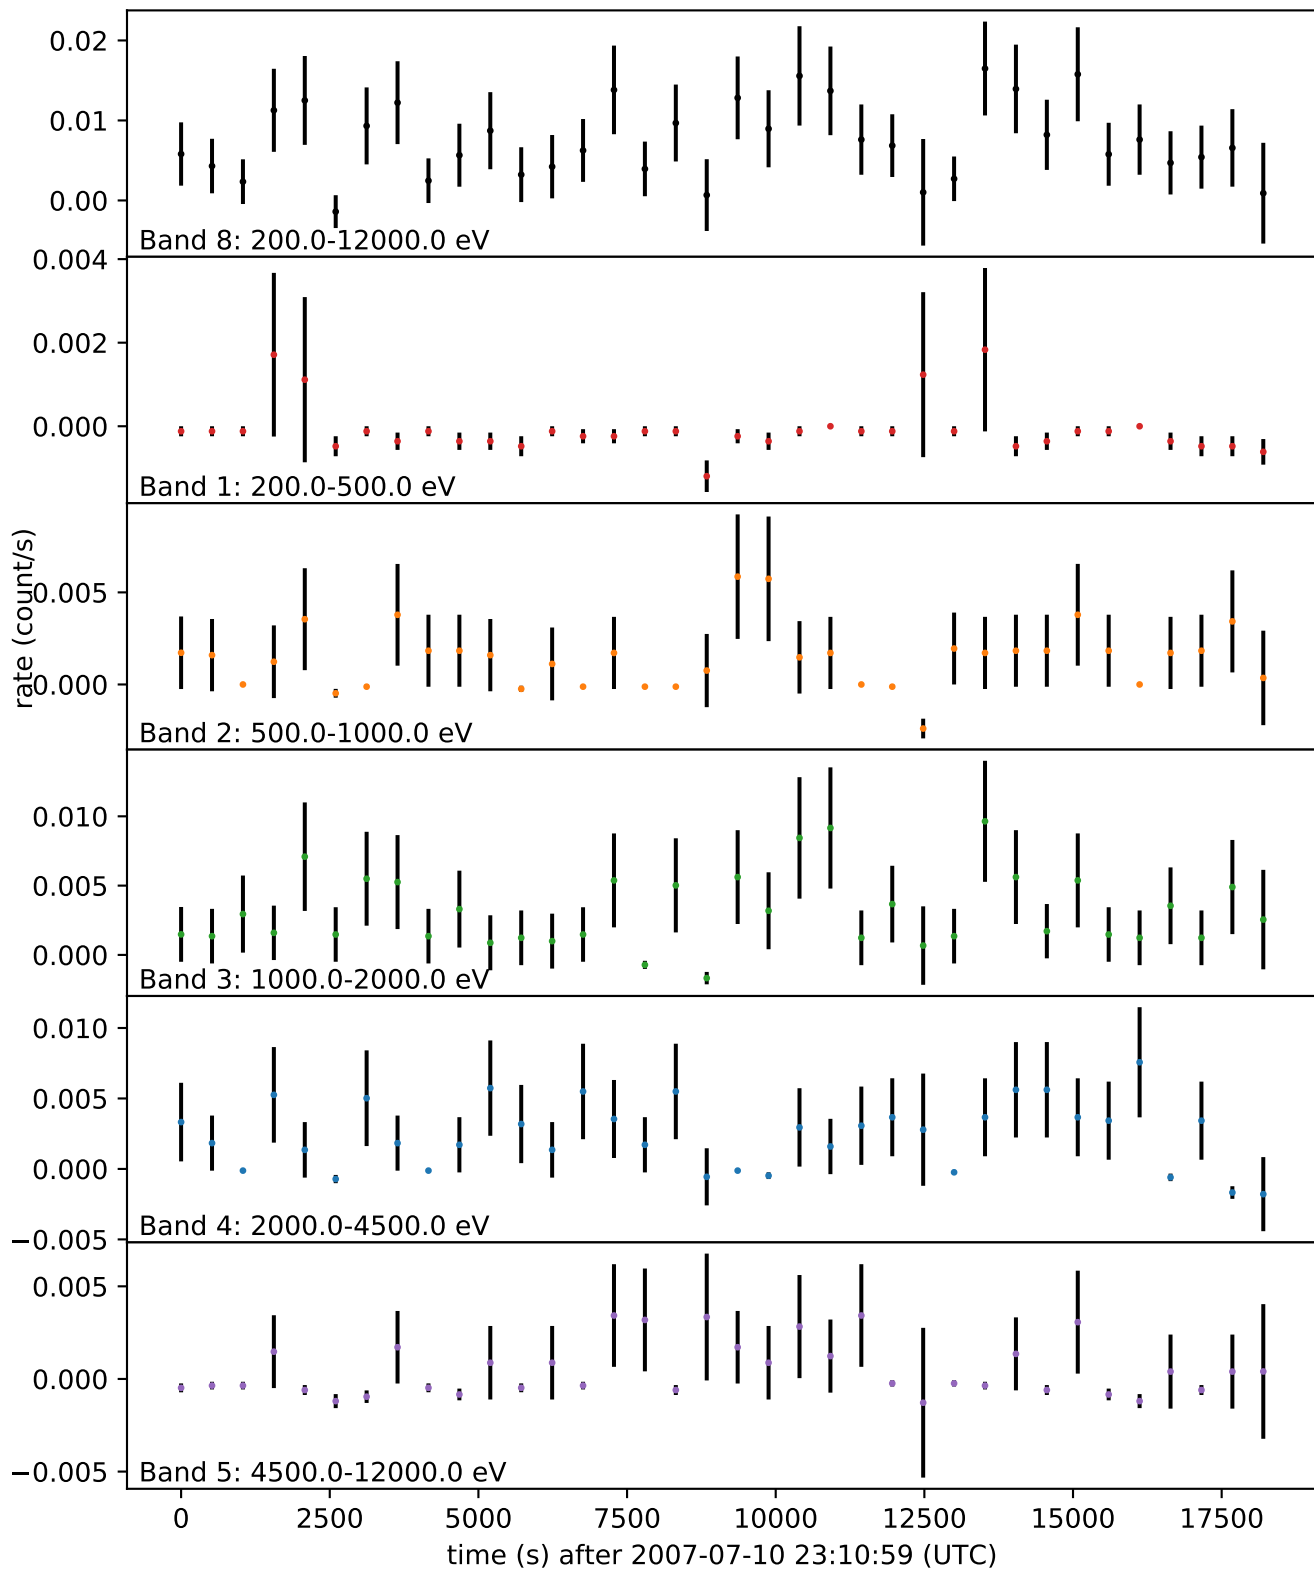 0.02
0.01
0.00
Band 8: 200.0-12000.0 eV
0.004
0.002
0.000
Band 1: 200.0-500.0 eV
rate (count/s)
0.005
0.000
Band 2: 500.0-1000.0 eV
0.010
0.005
0.000
Band 3: 1000.0-2000.0 eV
0.010
0.005
0.000
−0.005
Band 4: 2000.0-4500.0 eV
0.005
0.000
−0.005
Band 5: 4500.0-12000.0 eV
0 2500 5000 7500 10000 12500 15000 17500
time (s) after 2007-07-10 23:10:59 (UTC)